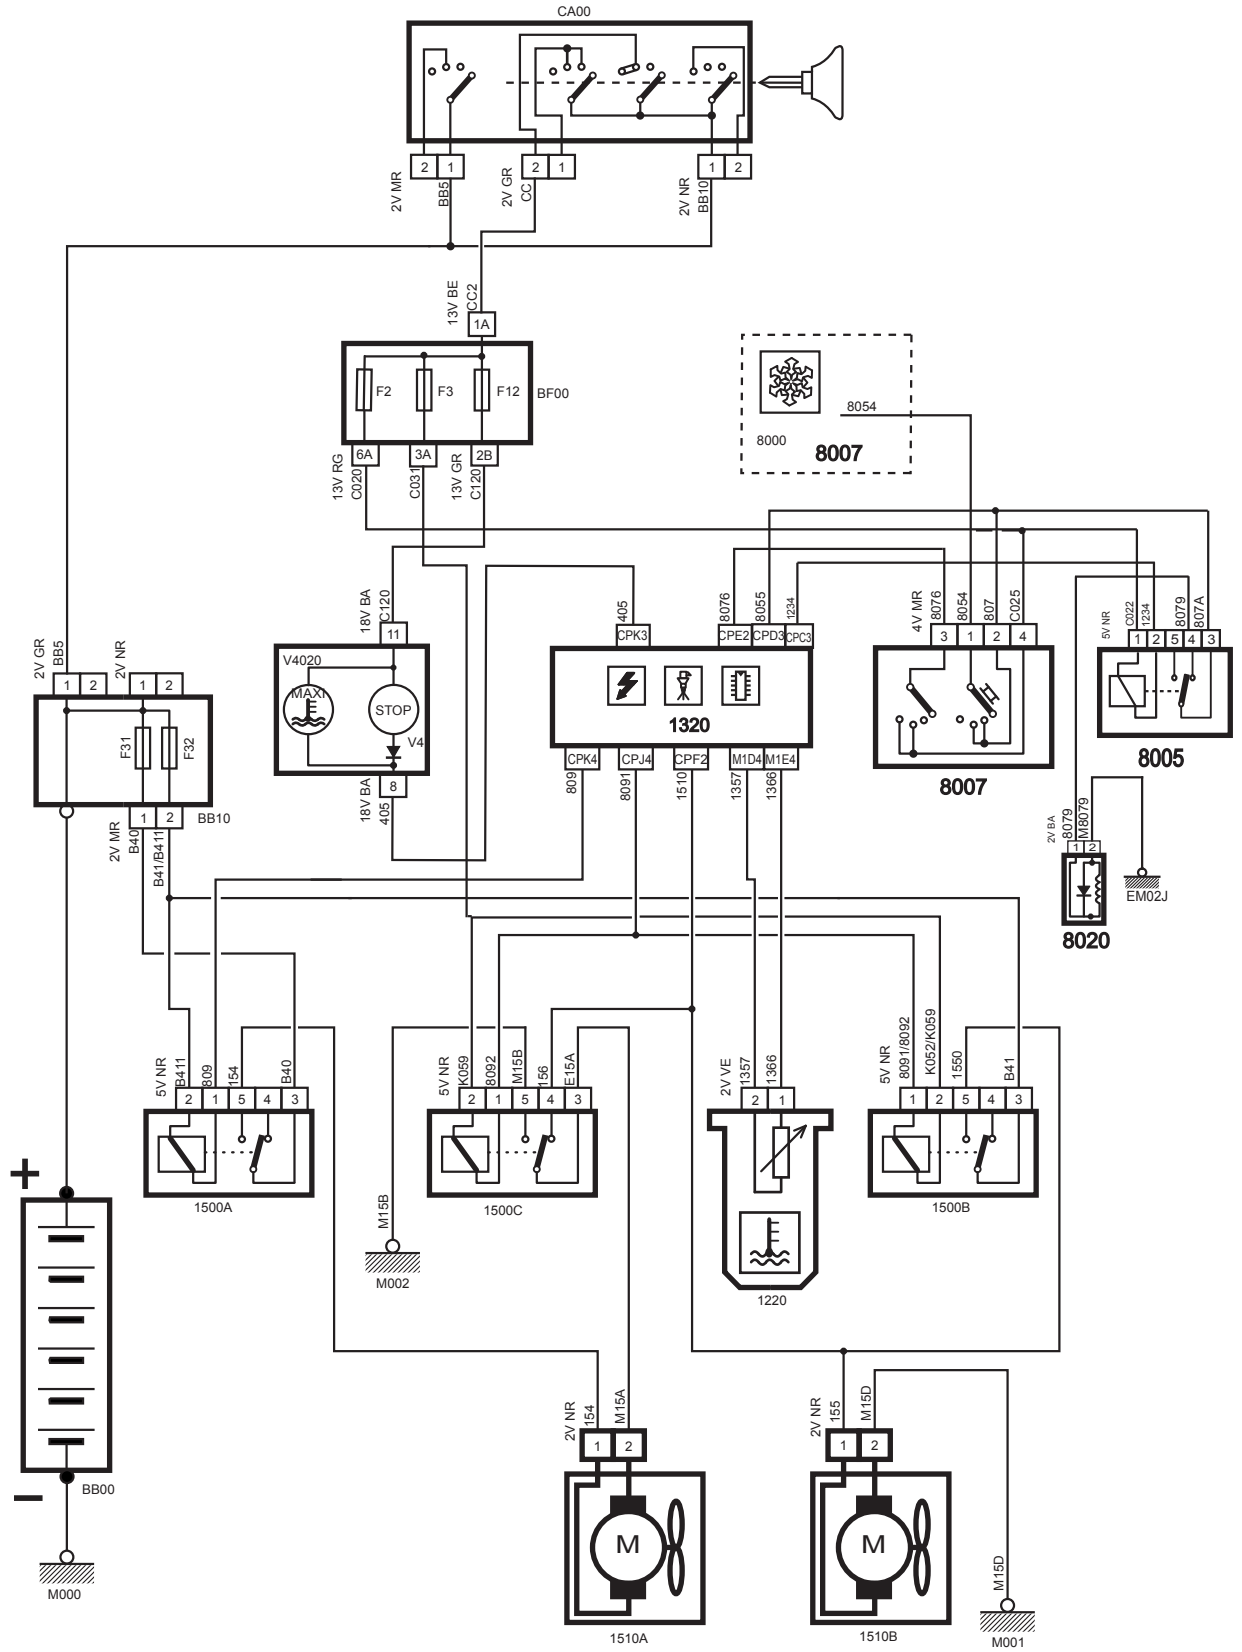 CA00
2 1 2 1 1 2
2V MR BB5 2V GR CC 2V NR BB10
13V BE CC2
1A
F2 F3 F12 BF00
6A 3A 2B
13V RG C020 C031 13V GR C120
8054
8000 8007
18V BA C120
11
V4020
MAXI STOP
V4
8
18V BA 405
405 8076 8055 1234
CPK3 CPE2 CPD3 CPC3
1320
CPK4 CPJ4 CPF2 M1D4 M1E4
809 8091 1510 1357 1366
4V MR 8076 8054 807 C025
3 1 2 4
8007
5V NR C022 1234 8079 807A
1 2 5 4 3
8005
2V BA 8079 M8079
1 2
8020
EM02J
2V GR BB5 2V NR
1 2 1 2
F31 F32
BB10
1 2
2V MR B40 B41/B411
5V NR B411 809 154 B40
2 1 5 4 3
1500A
5V NR K059 8092 M15B 156 E15A
2 1 5 4 3
1500C
2V VE 1357 1366
2 1
1220
5V NR 8091/8092 K052/K059 1550 B41
1 2 5 4 3
1500B
M15B
M002
+
−
BB00
M000
2V NR 154 M15A
1 2
M
1510A
2V NR 155 M15D
1 2
M
1510B
M15D
M001